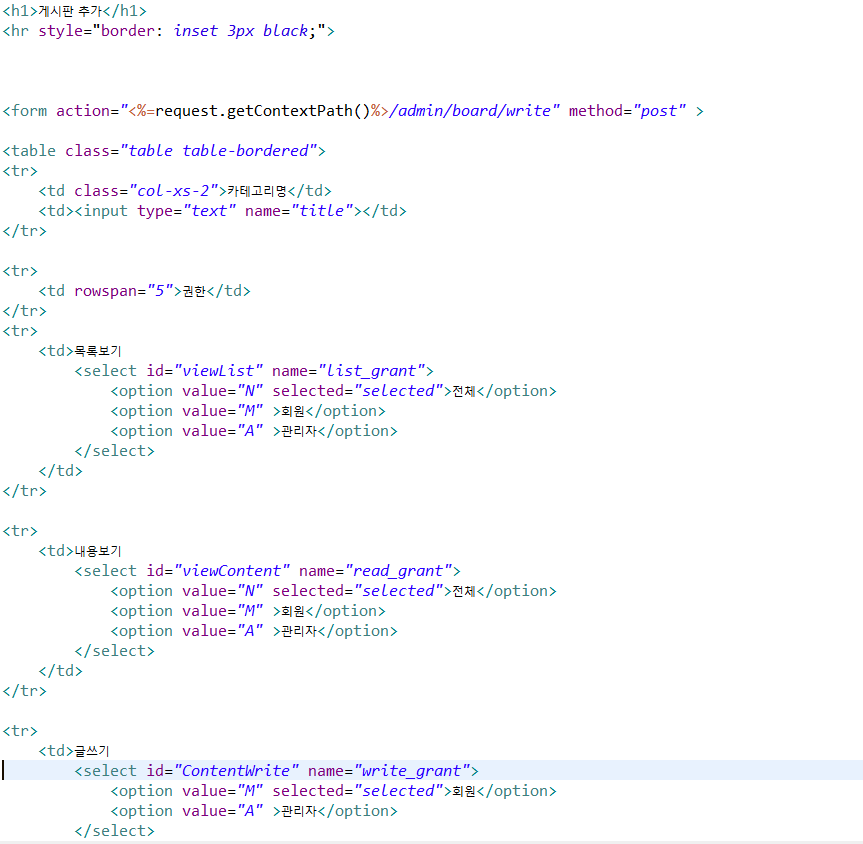 <h1>게시판 추가</h1>
<hr style="border: inset 3px black;">
<form action="<%=request.getContextPath()%>/admin/board/write" method="post" >
<table class="table table-bordered">
<tr>
<td class="col-xs-2">카테고리명</td>
<td><input type="text" name="title"></td>
</tr>
<tr>
<td rowspan="5">권한</td>
</tr>
<tr>
<td>목록보기
<select id="viewList" name="list_grant">
<option value="N" selected="selected">전체</option>
<option value="M" >회원</option>
<option value="A" >관리자</option>
</select>
</td>
</tr>
<tr>
<td>내용보기
<select id="viewContent" name="read_grant">
<option value="N" selected="selected">전체</option>
<option value="M" >회원</option>
<option value="A" >관리자</option>
</select>
</td>
</tr>
<tr>
<td>글쓰기
<select id="ContentWrite" name="write_grant">
<option value="M" selected="selected">회원</option>
<option value="A" >관리자</option>
</select>